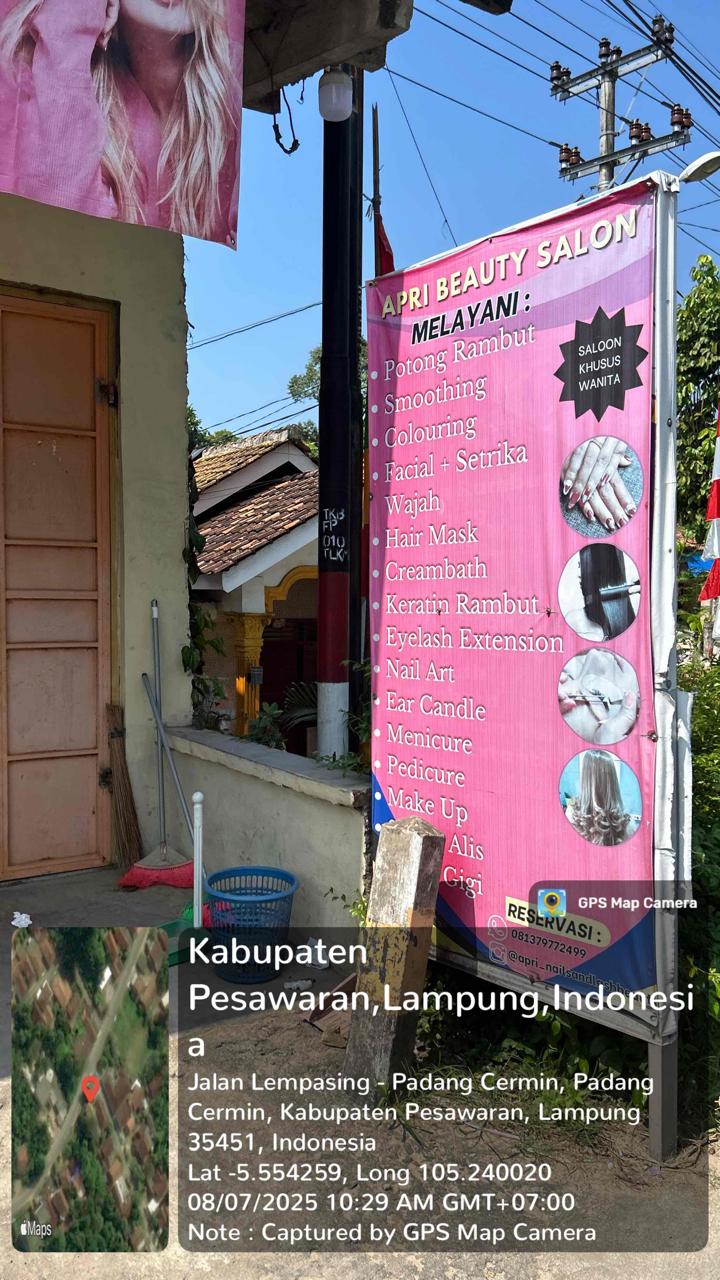 APRI BEAUTY SALON
MELAYANI :
• Potong Rambut
• Smoothing
• Colouring
• Facial + Setrika
Wajah
• Hair Mask
• Creambath
• Keratin Rambut
• Eyelash Extension
• Nail Art
• Ear Candle
• Menicure
• Pedicure
• Make Up
Alis
Gigi
SALOON
KHUSUS
WANITA
RESERVASI :
081379772499
TKB
FP
010
TLKM
GPS Map Camera
Kabupaten
Pesawaran,Lampung,Indonesi
a
Jalan Lempasing - Padang Cermin, Padang
Cermin, Kabupaten Pesawaran, Lampung
35451, Indonesia
Lat -5.554259, Long 105.240020
08/07/2025 10:29 AM GMT+07:00
Note : Captured by GPS Map Camera
Maps